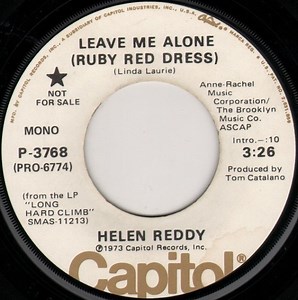 LEAVE ME ALONE
(RUBY RED DRESS)
(Linda Laurie)
★
NOT
FOR SALE
MONO
P-3768
(PRO-6774)
(from the LP
"LONG
HARD CLIMB"
SMAS-11213)
Anne-Rachel
Music
Corporation/
The Brooklyn
Music Co.
ASCAP
Intro.-:10
3:26
Produced by
Tom Catalano
HELEN REDDY
℗1973 Capitol Records, Inc.
Capitol®